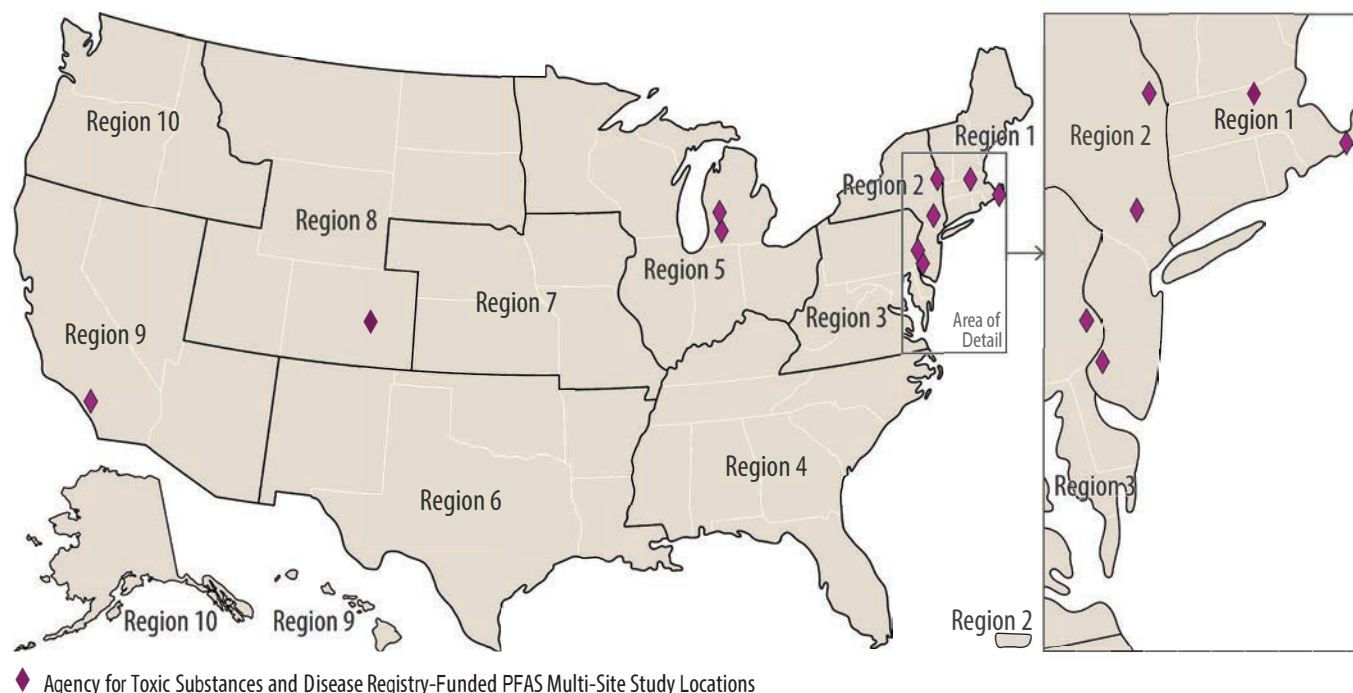 Region 10
Region 1
Region 2
Region 8
Region 5
Region 7
Region 9
Region 3
Area of
Detail
Region 4
Region 6
Region 10
Region 9
Region 2
Region 2
Region 1
Region 3
Agency for Toxic Substances and Disease Registry-Funded PFAS Multi-Site Study Locations